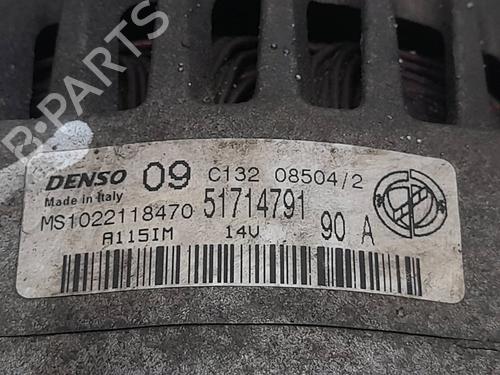 B-PARTS
DENSO 09 C132 08504/2
Made in Italy
MS1022118470 51714791 90 A
A115IM 14V